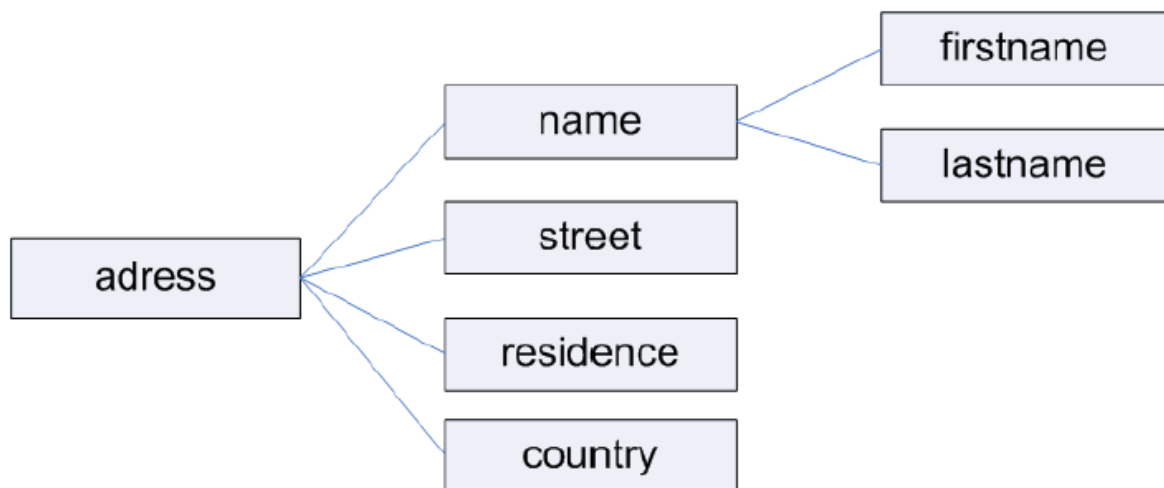 firstname
name
lastname
street
adress
residence
country